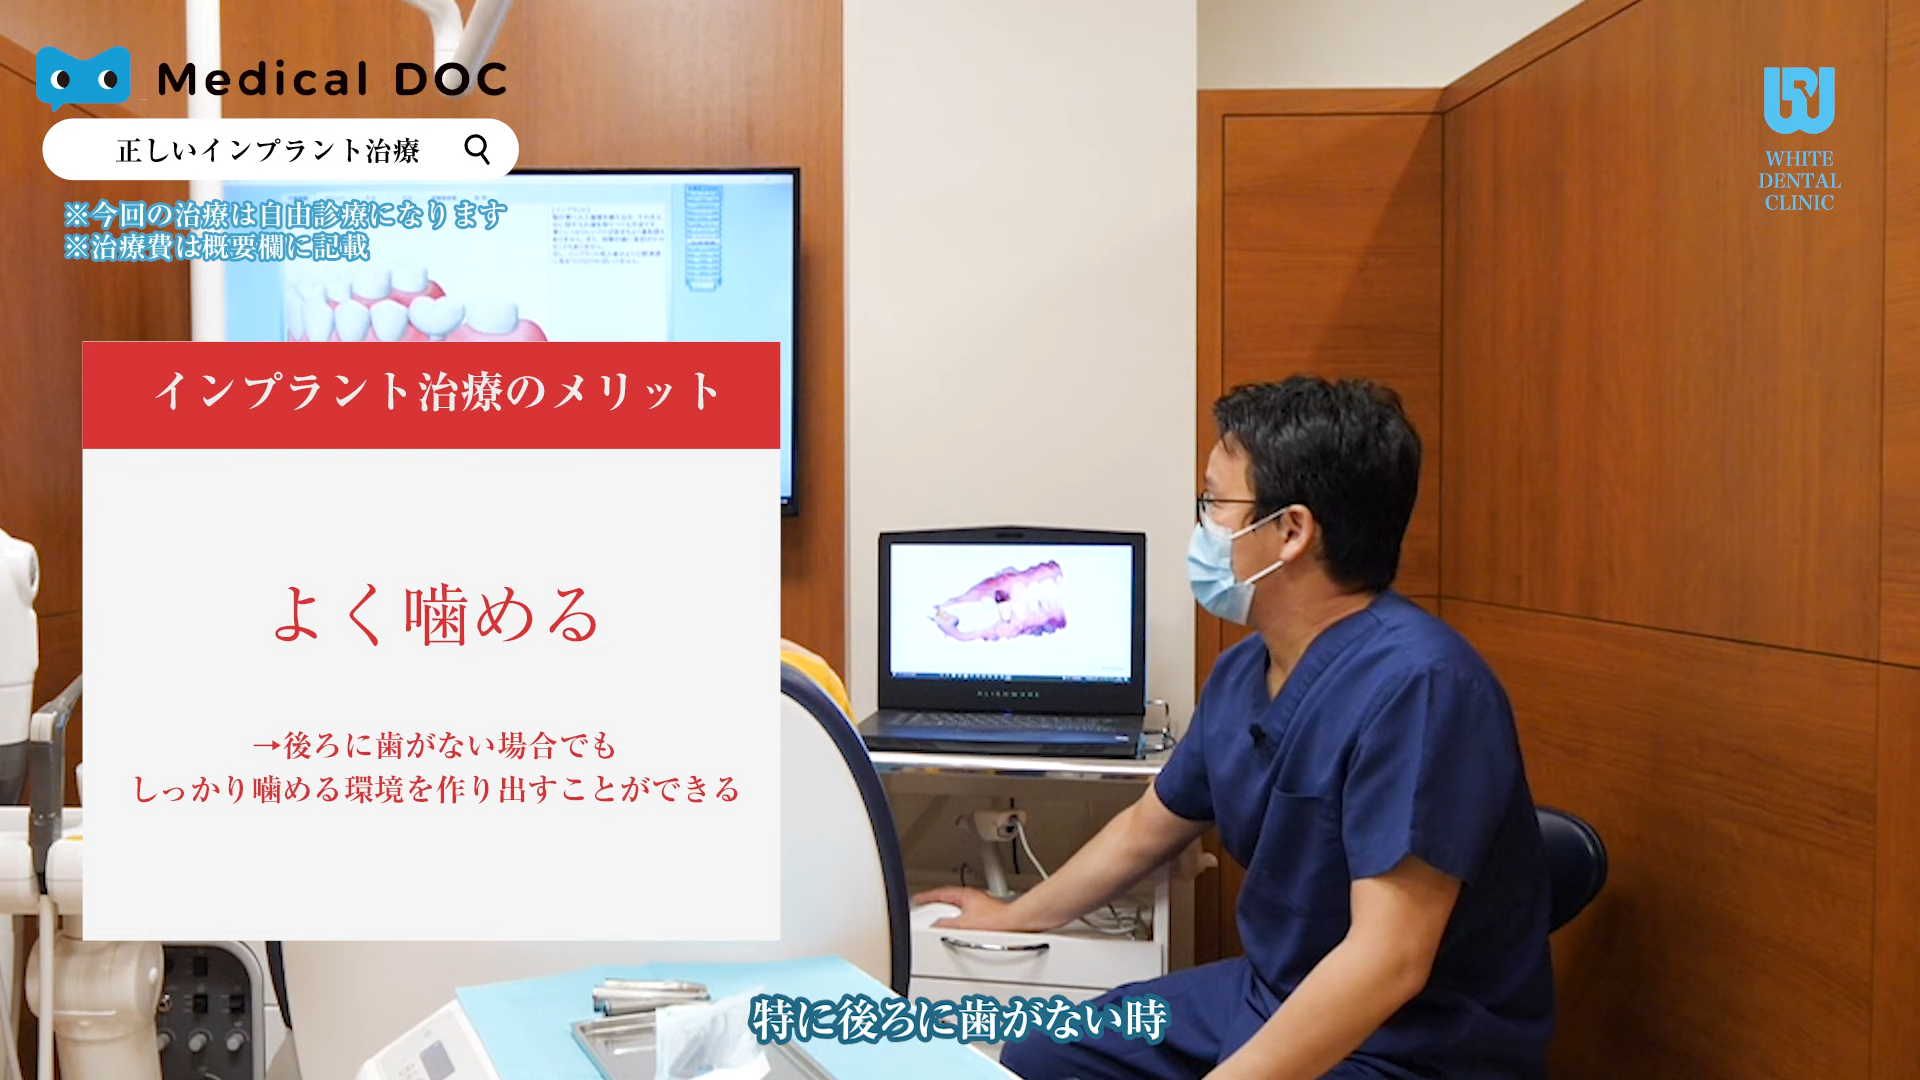 Medical DOC
正しいインプラント治療
※今回の治療は自由診療になります
※治療費は概要欄に記載
WHITE
DENTAL
CLINIC
インプラント治療のメリット
よく噛める
→後ろに歯がない場合でも
しっかり噛める環境を作り出すことができる
ALIENWARE
特に後ろに歯がない時